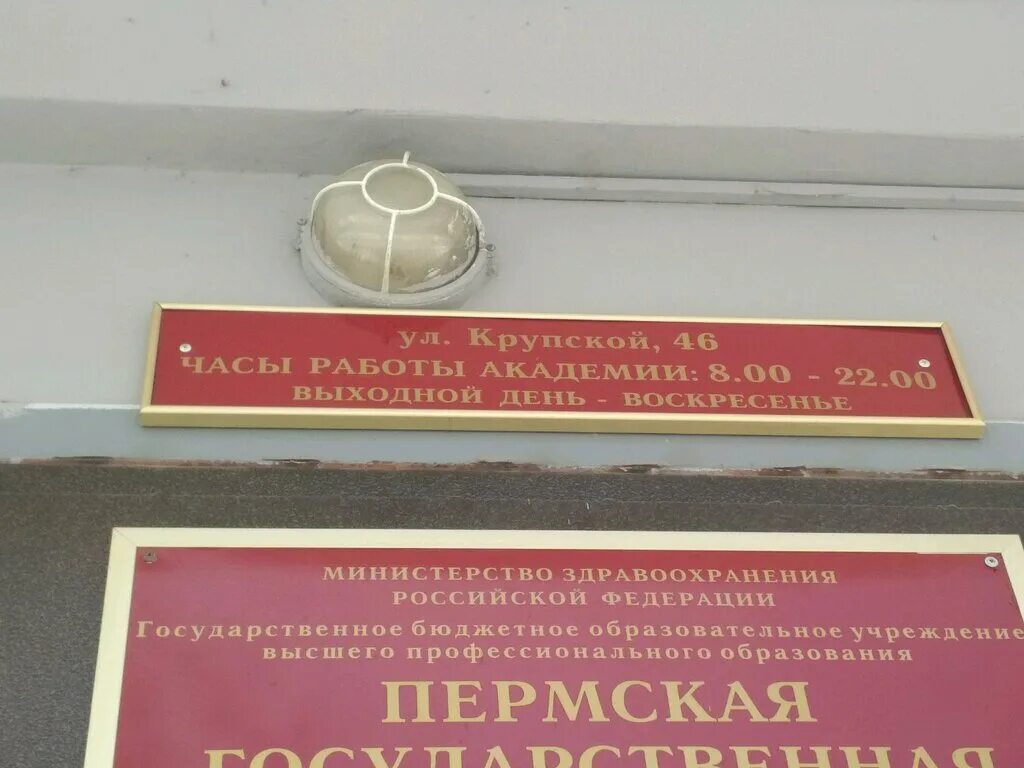 ул. Крупской, 46
ЧАСЫ РАБОТЫ АКАДЕМИИ: 8.00 - 22.00
ВЫХОДНОЙ ДЕНЬ - ВОСКРЕСЕНЬЕ
МИНИСТЕРСТВО ЗДРАВООХРАНЕНИЯ
РОССИЙСКОЙ ФЕДЕРАЦИИ
Государственное бюджетное образовательное учреждение
высшего профессионального образования
ПЕРМСКАЯ
ГОСУДАРСТВЕННАЯ